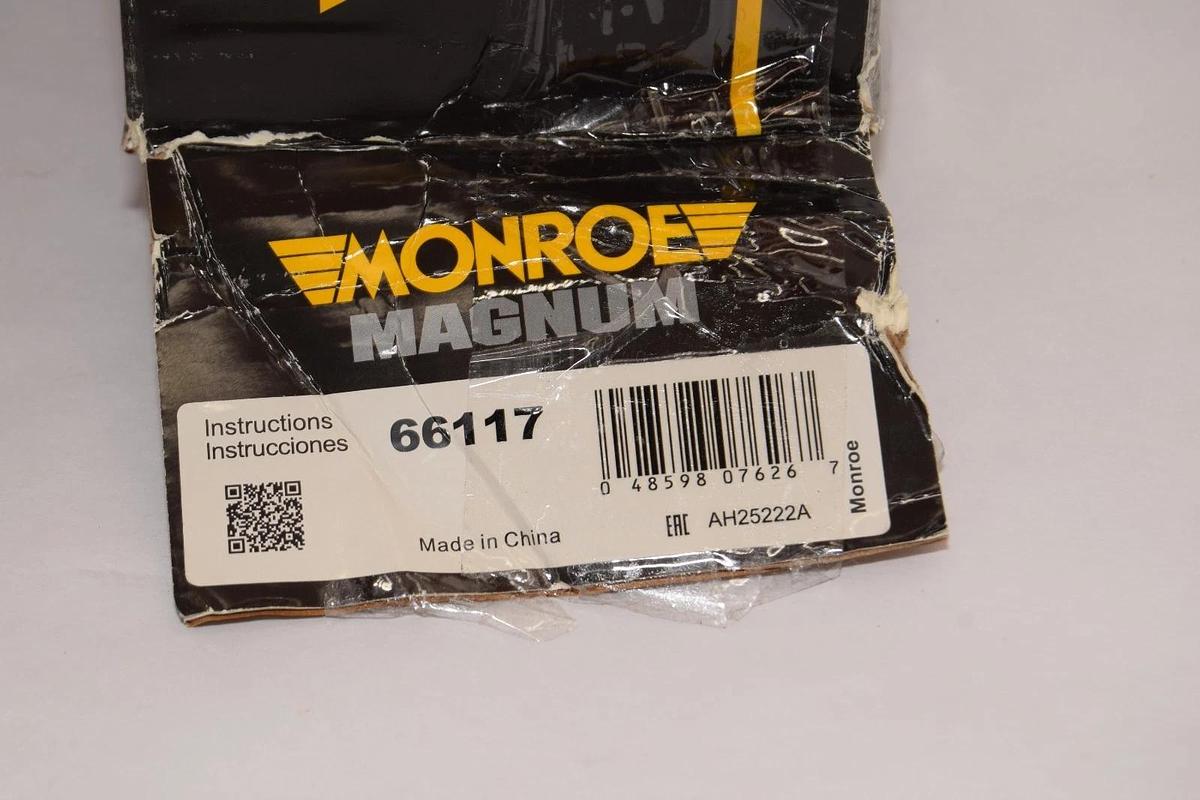 MONROE
MAGNUM
Instructions
Instrucciones
66117
0 48598 07626 7
Monroe
Made in China
EAC AH25222A